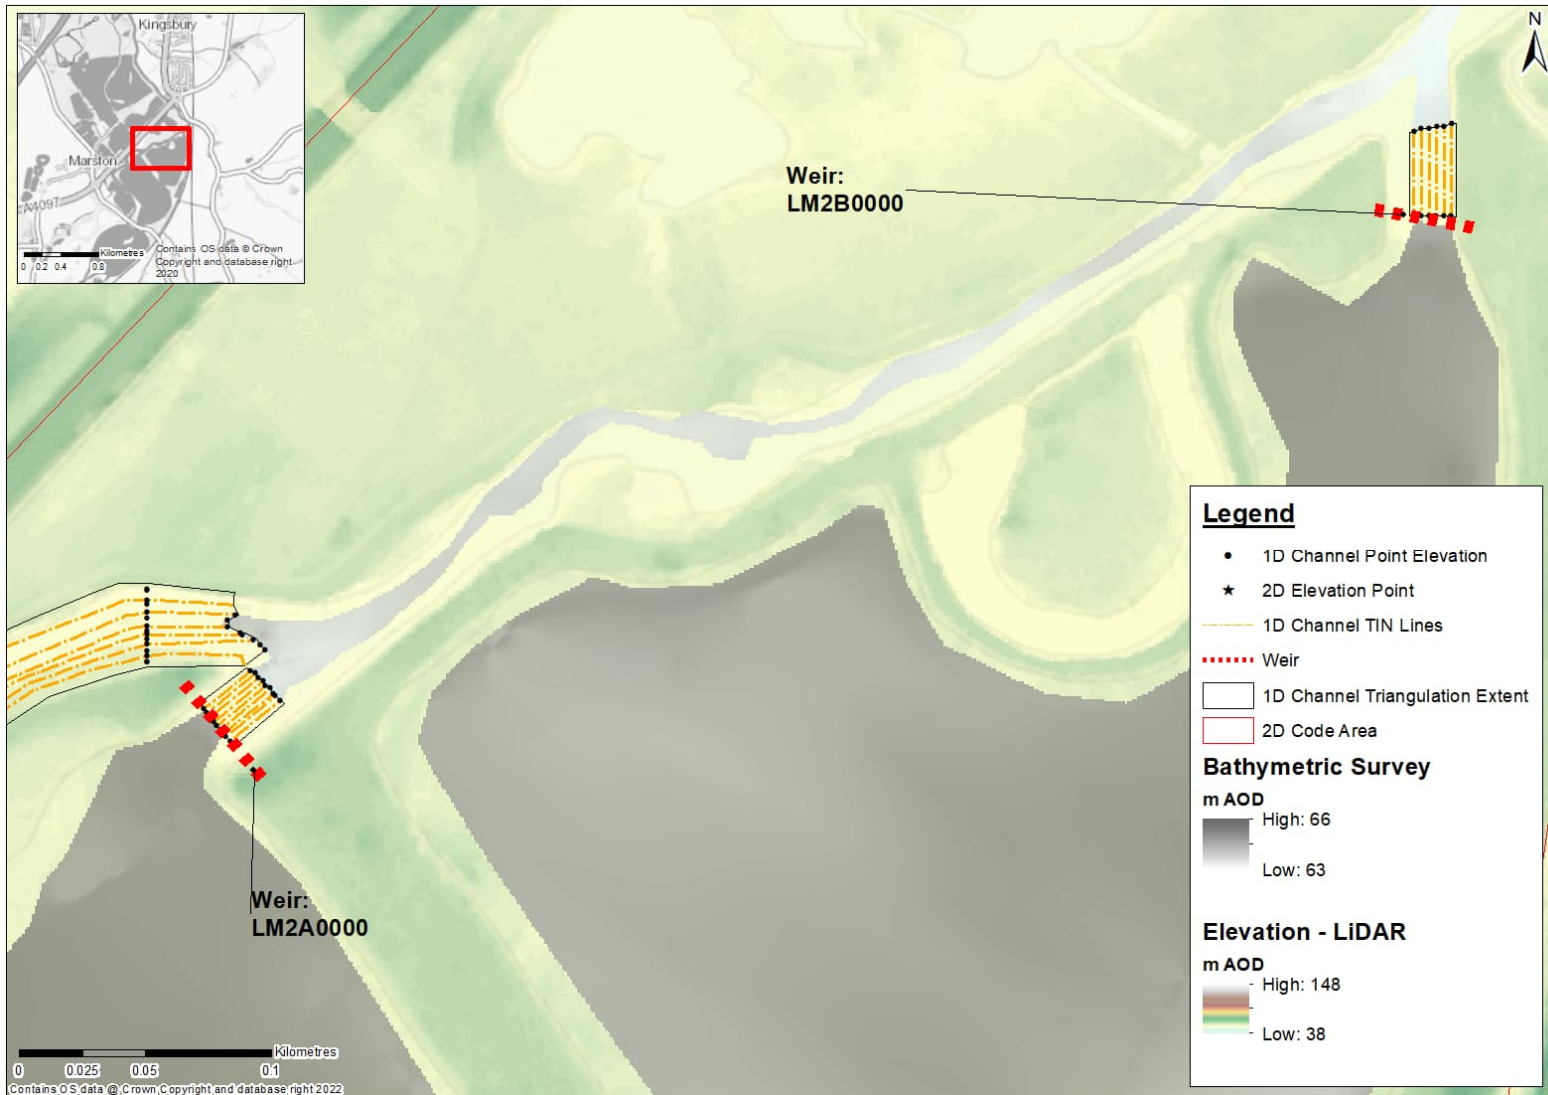 Kingsbury
Marston
A4097
Kilometres
0 0.2 0.4 0.8
Contains OS data © Crown
Copyright and database right
2020
N
Weir:
LM2B0000
Weir:
LM2A0000
Legend
1D Channel Point Elevation
2D Elevation Point
1D Channel TIN Lines
Weir
1D Channel Triangulation Extent
2D Code Area
Bathymetric Survey
m AOD
High: 66
Low: 63
Elevation - LiDAR
m AOD
High: 148
Low: 38
Kilometres
0 0.025 0.05 0.1
Contains OS data @ Crown Copyright and database right 2022